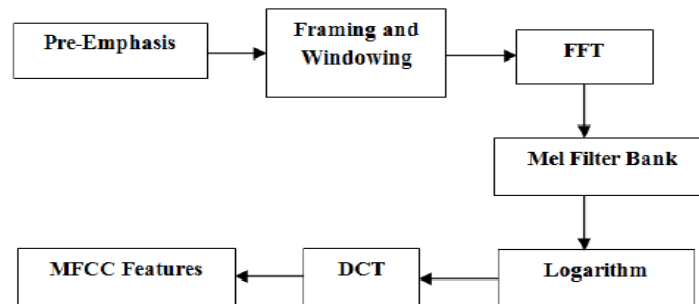 Pre-Emphasis
Framing and
Windowing
FFT
Mel Filter Bank
Logarithm
DCT
MFCC Features